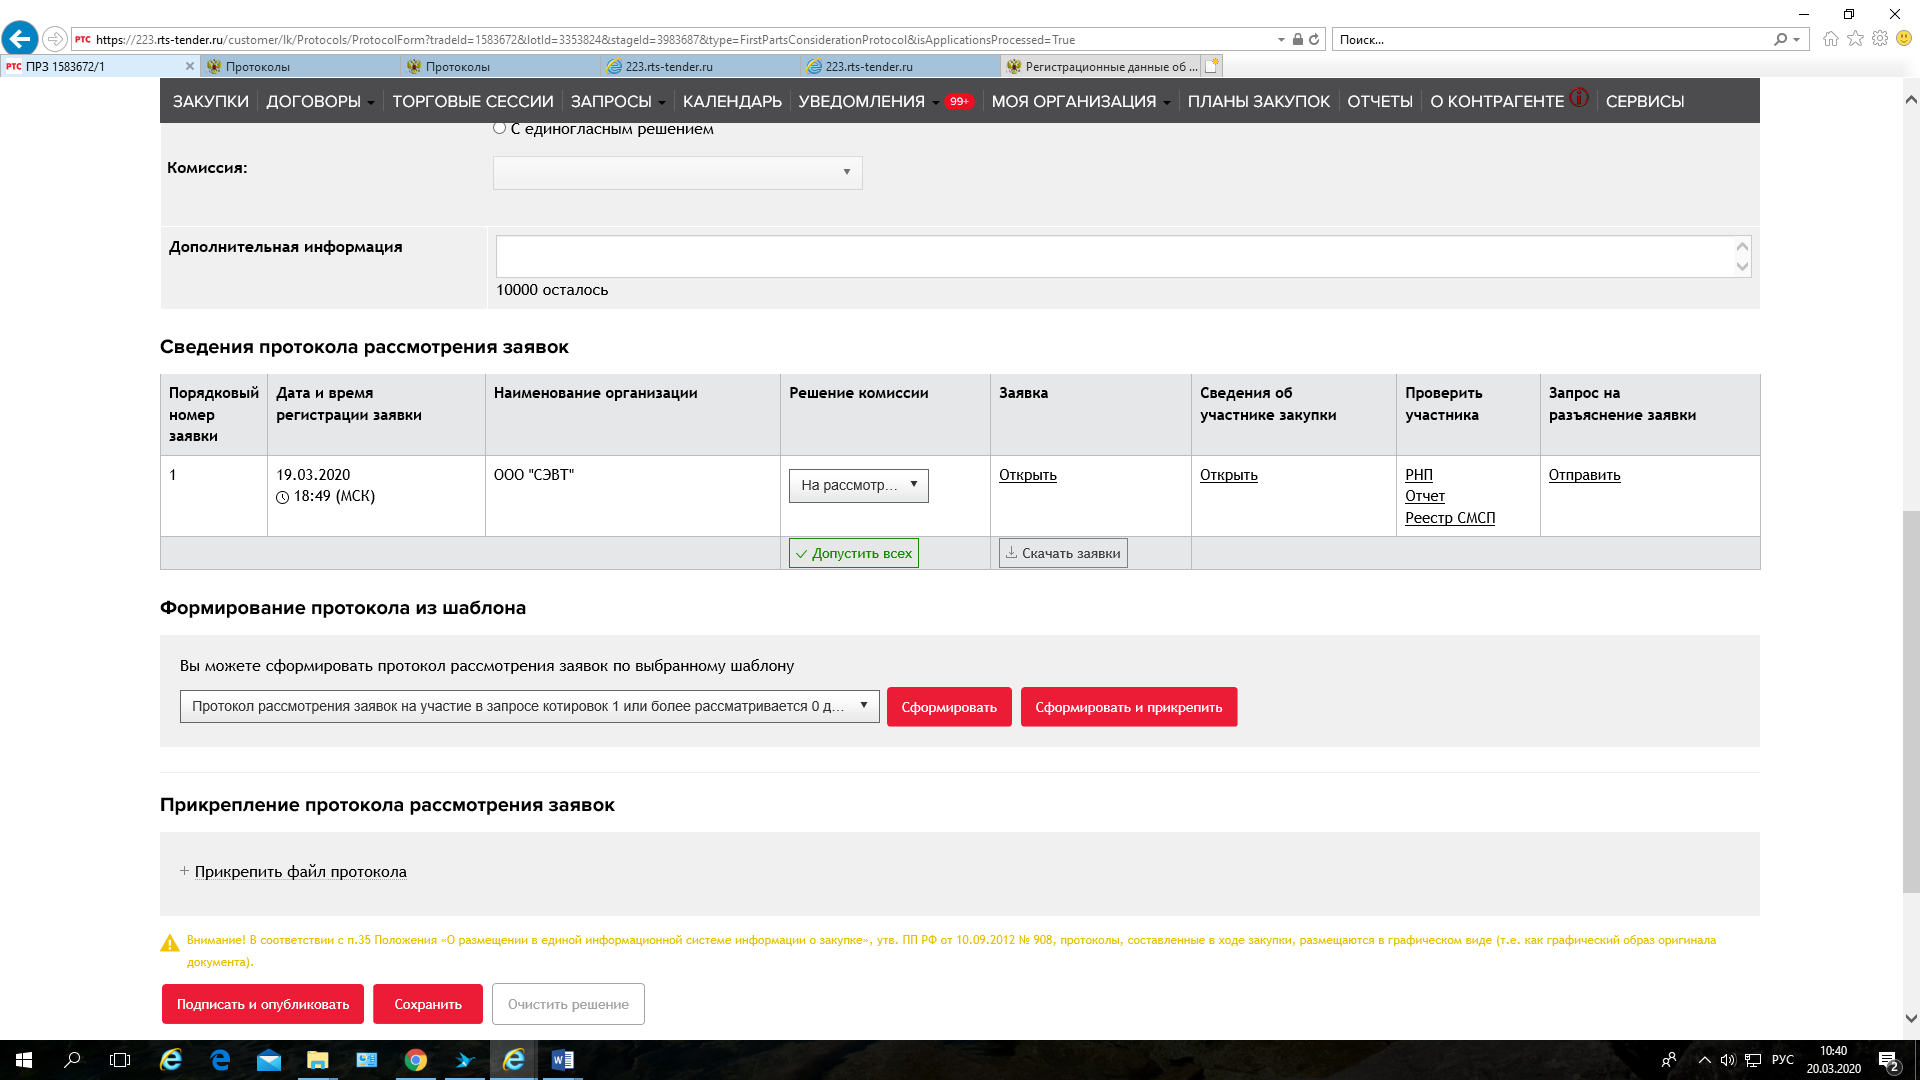 https://223.rts-tender.ru/customer/lk/Protocols/ProtocolForm?tradeId=1583672&lotId=3353824&stageId=3983687&type=FirstPartsConsiderationProtocol&isApplicationsProcessed=True
Поиск...
РТС ПРЗ 1583672/1
Протоколы
Протоколы
223.rts-tender.ru
223.rts-tender.ru
Регистрационные данные об ...
ЗАКУПКИ ДОГОВОРЫ ТОРГОВЫЕ СЕССИИ ЗАПРОСЫ КАЛЕНДАРЬ УВЕДОМЛЕНИЯ 99+ МОЯ ОРГАНИЗАЦИЯ ПЛАНЫ ЗАКУПОК ОТЧЕТЫ О КОНТРАГЕНТЕ СЕРВИСЫ
С единогласным решением
Комиссия:
Дополнительная информация
10000 осталось
Сведения протокола рассмотрения заявок
Порядковый номер заявки
Дата и время регистрации заявки
Наименование организации
Решение комиссии
Заявка
Сведения об участнике закупки
Проверить участника
Запрос на разъяснение заявки
1
19.03.2020
18:49 (МСК)
ООО "СЭВТ"
На рассмотр...
Открыть
Открыть
РНП
Отчет
Реестр СМСП
Отправить
Допустить всех
Скачать заявки
Формирование протокола из шаблона
Вы можете сформировать протокол рассмотрения заявок по выбранному шаблону
Протокол рассмотрения заявок на участие в запросе котировок 1 или более рассматривается 0 д...
Сформировать
Сформировать и прикрепить
Прикрепление протокола рассмотрения заявок
+ Прикрепить файл протокола
Внимание! В соответствии с п.35 Положения «О размещении в единой информационной системе информации о закупке», утв. ПП РФ от 10.09.2012 № 908, протоколы, составленные в ходе закупки, размещаются в графическом виде (т.е. как графический образ оригинала
документа).
Подписать и опубликовать
Сохранить
Очистить решение
РУС
10:40
20.03.2020
2